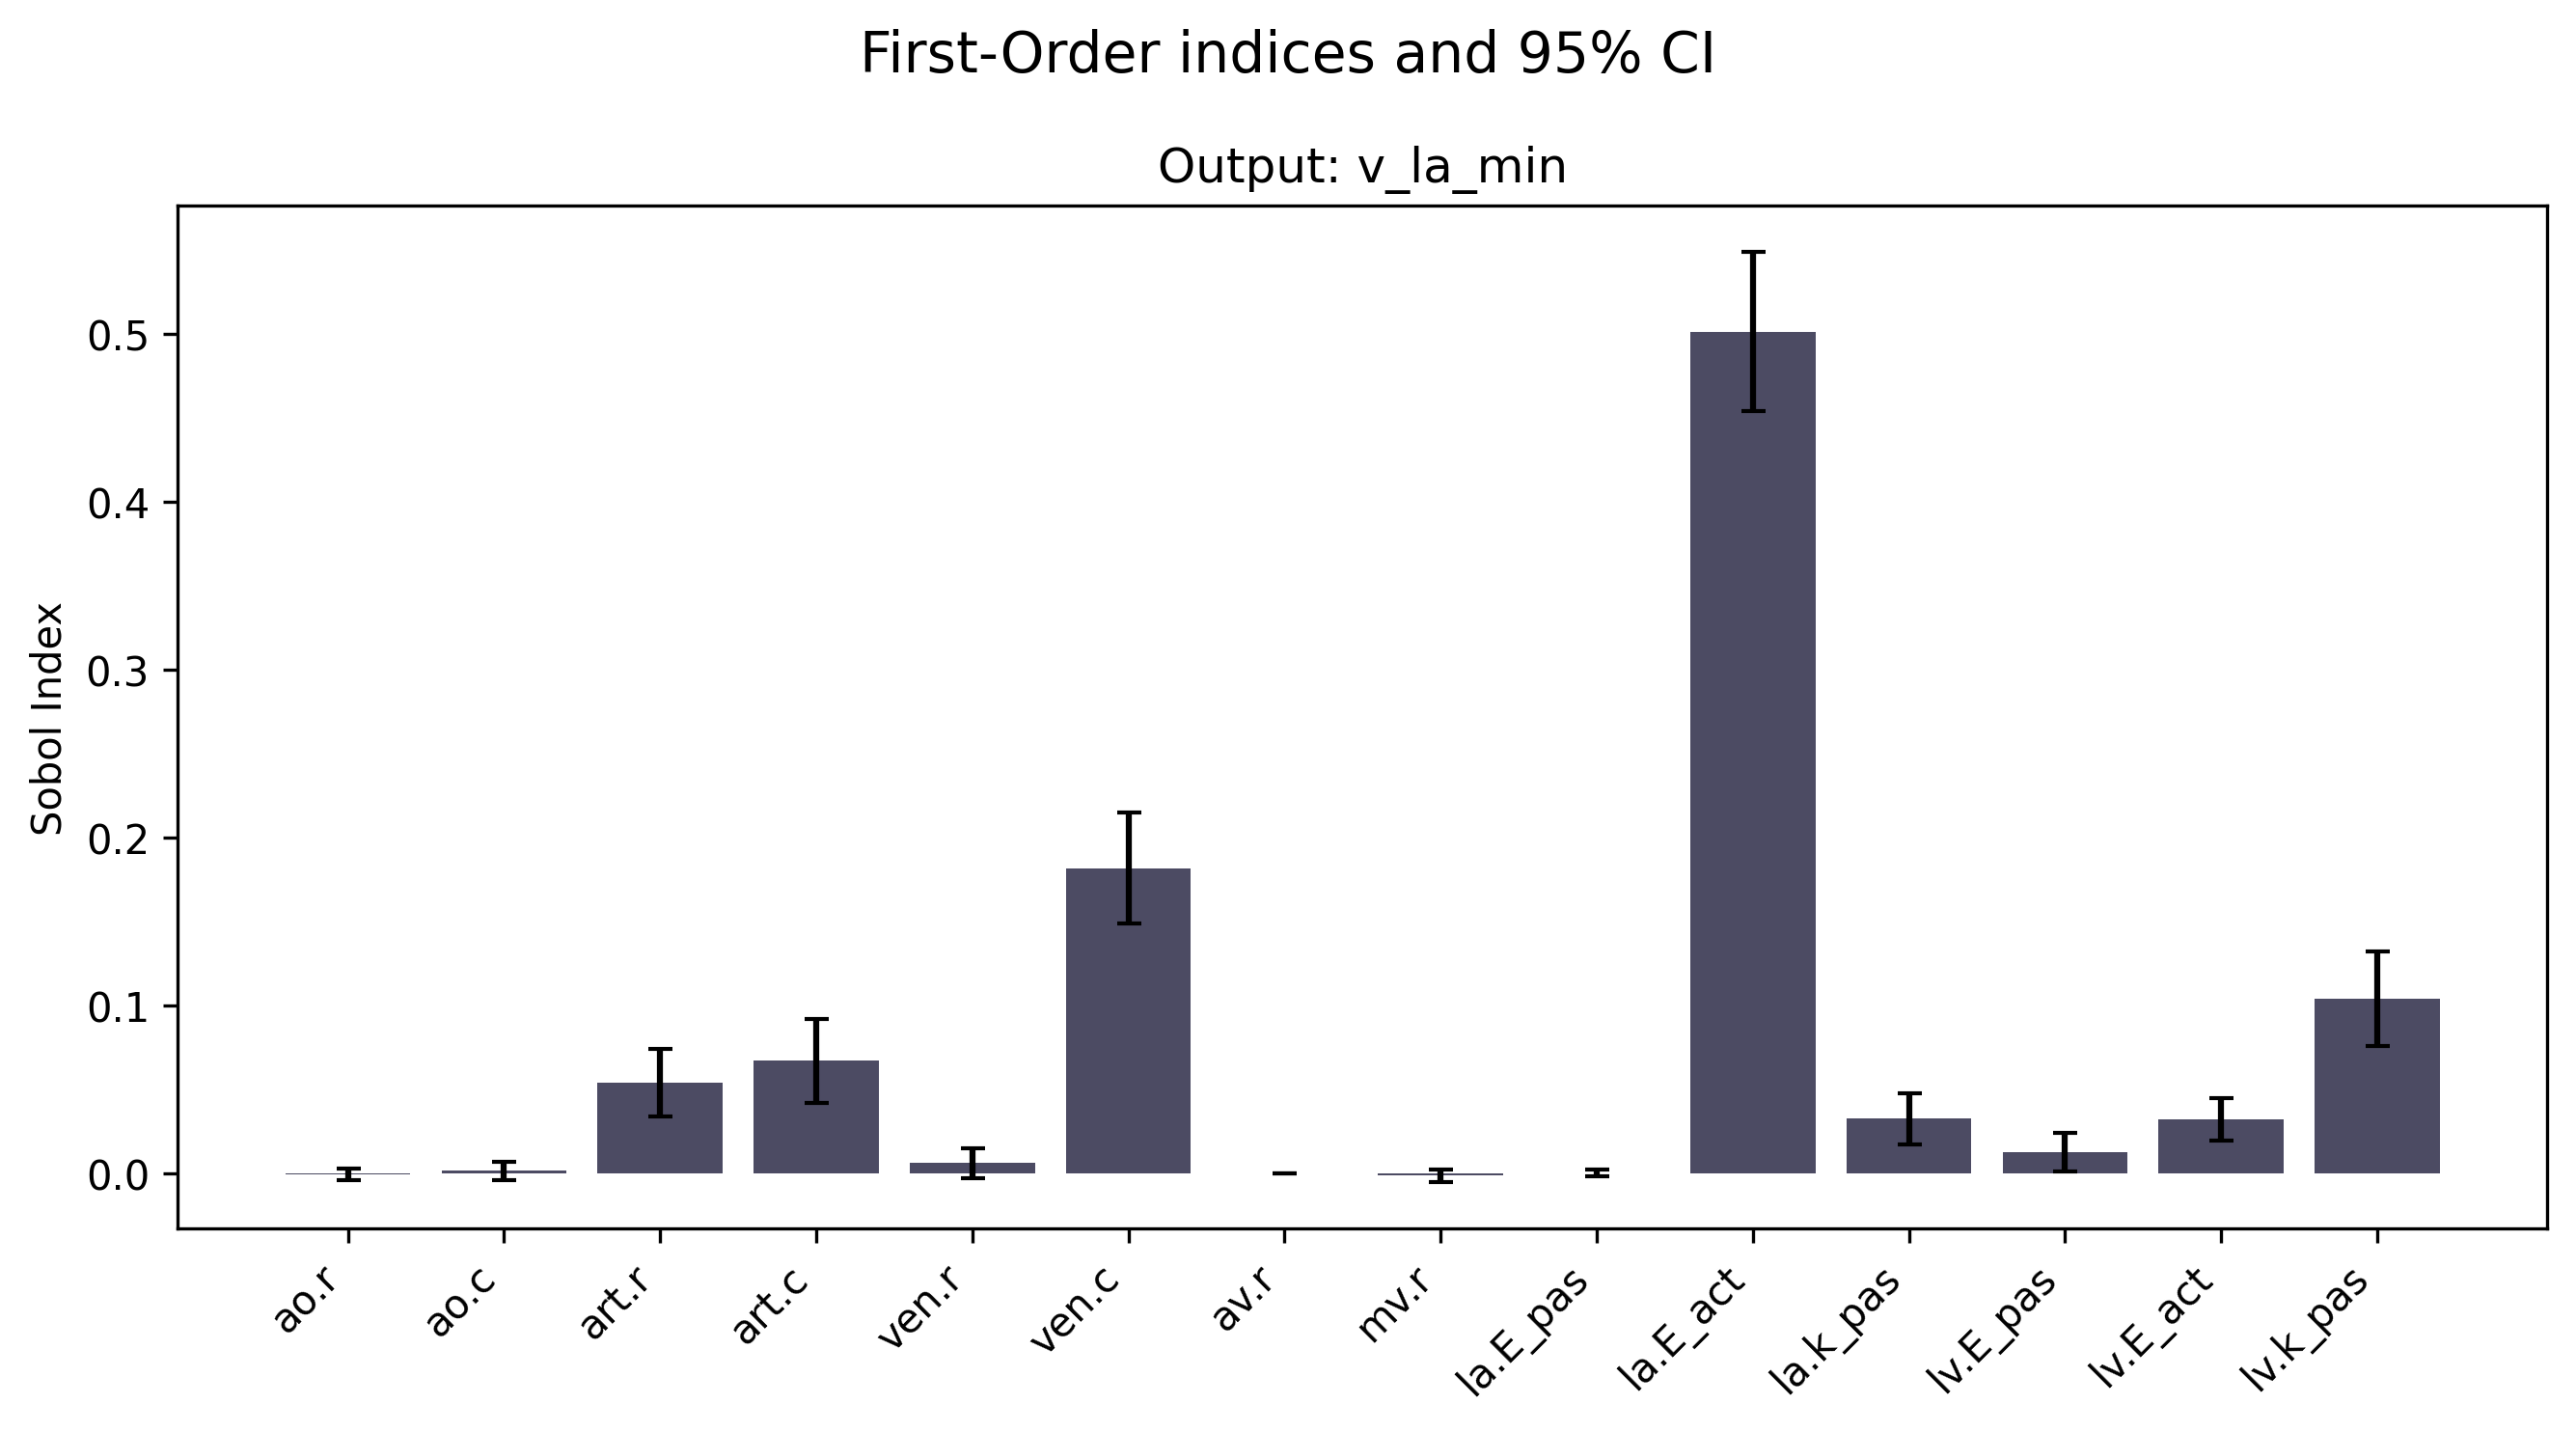 First-Order indices and 95% CI
Output: v_la_min
Sobol Index
0.5
0.4
0.3
0.2
0.1
0.0
ao.r
ao.c
art.r
art.c
ven.r
ven.c
av.r
mv.r
la.E_pas
la.E_act
la.k_pas
lv.E_pas
lv.E_act
lv.k_pas